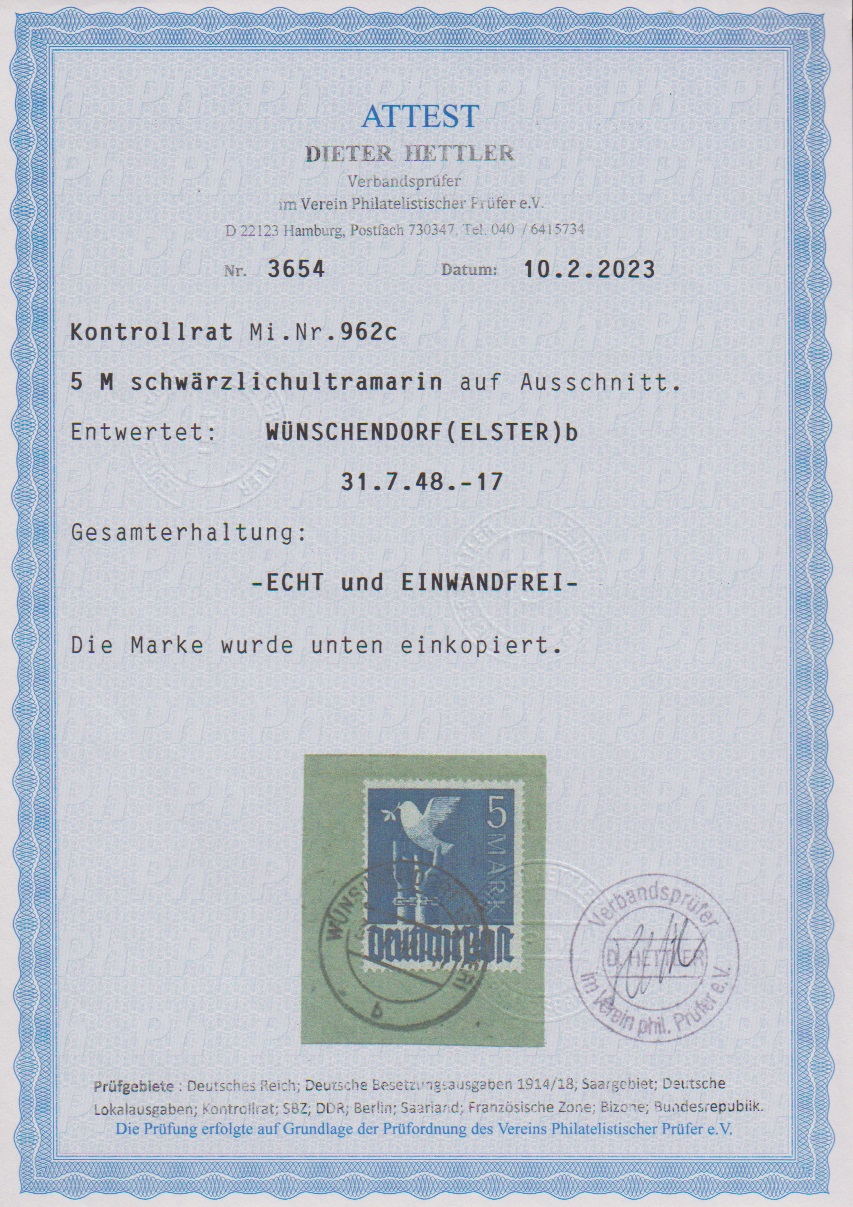 ATTEST
DIETER HETTLER
Verbandsprüfer
im Verein Philatelistischer Prüfer e.V.
D 22123 Hamburg, Postfach 730347, Tel. 040 / 6415734
Nr. 3654 Datum: 10.2.2023
Kontrollrat Mi.Nr.962c
5 M schwärzlichultramarin auf Ausschnitt.
Entwertet: WÜNSCHENDORF(ELSTER)b
31.7.48.-17
Gesamterhaltung:
-ECHT und EINWANDFREI-
Die Marke wurde unten einkopiert.
5 MARK
Deutsche Post
b
Verbandsprüfer
D. HETTLER
im Verein phil. Prüfer e.V.
Prüfgebiete : Deutsches Reich; Deutsche Besetzungsausgaben 1914/18; Saargebiet; Deutsche
Lokalausgaben; Kontrollrat; SBZ; DDR; Berlin; Saarland; Französische Zone; Bizone; Bundesrepublik.
Die Prüfung erfolgte auf Grundlage der Prüfordnung des Vereins Philatelistischer Prüfer e.V.